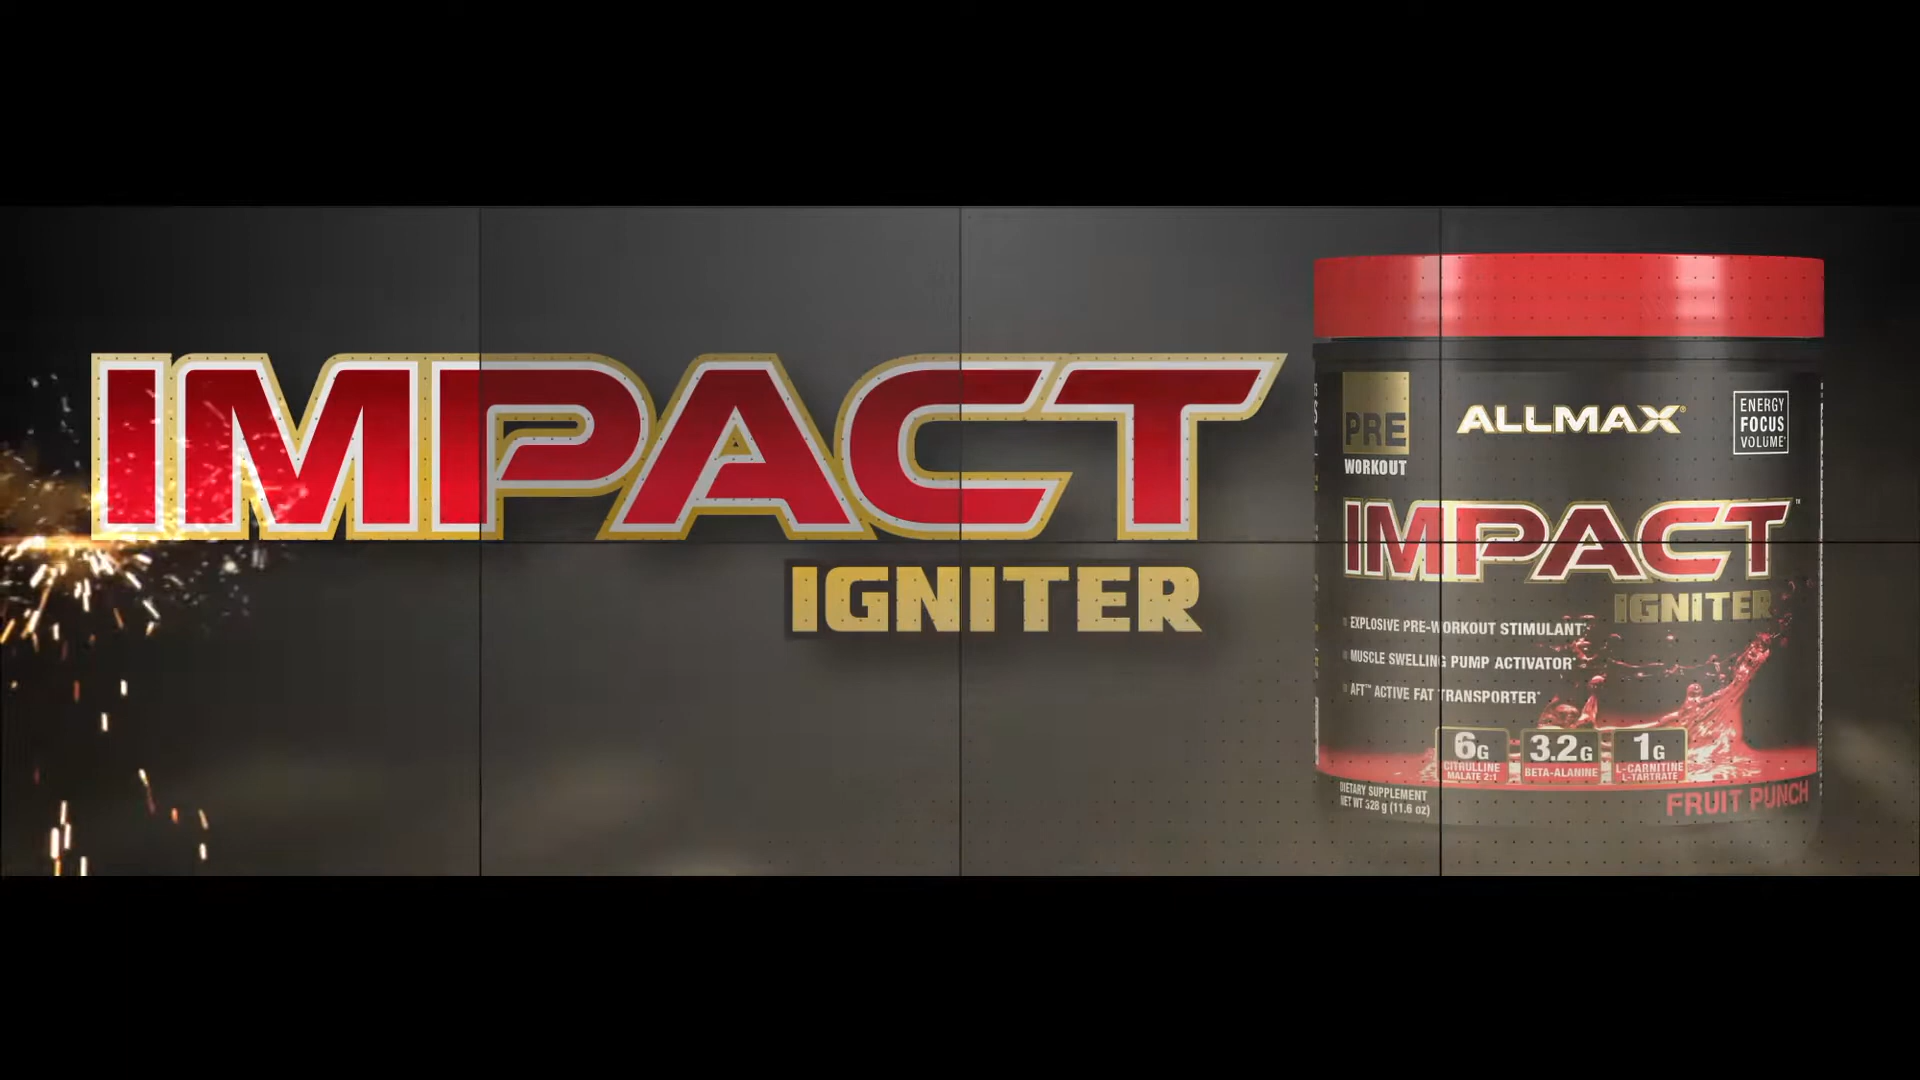 IMPACT
IGNITER
PRE
WORKOUT
ALLMAX®
ENERGY
FOCUS
VOLUME*
IMPACT™
IGNITER
EXPLOSIVE PRE-WORKOUT STIMULANT*
MUSCLE SWELLING PUMP ACTIVATOR*
AFT™ ACTIVE FAT TRANSPORTER*
6G
CITRULLINE
MALATE 2:1
3.2G
BETA-ALANINE
1G
L-CARNITINE
L-TARTRATE
DIETARY SUPPLEMENT
NET WT 328 g (11.6 oz)
FRUIT PUNCH